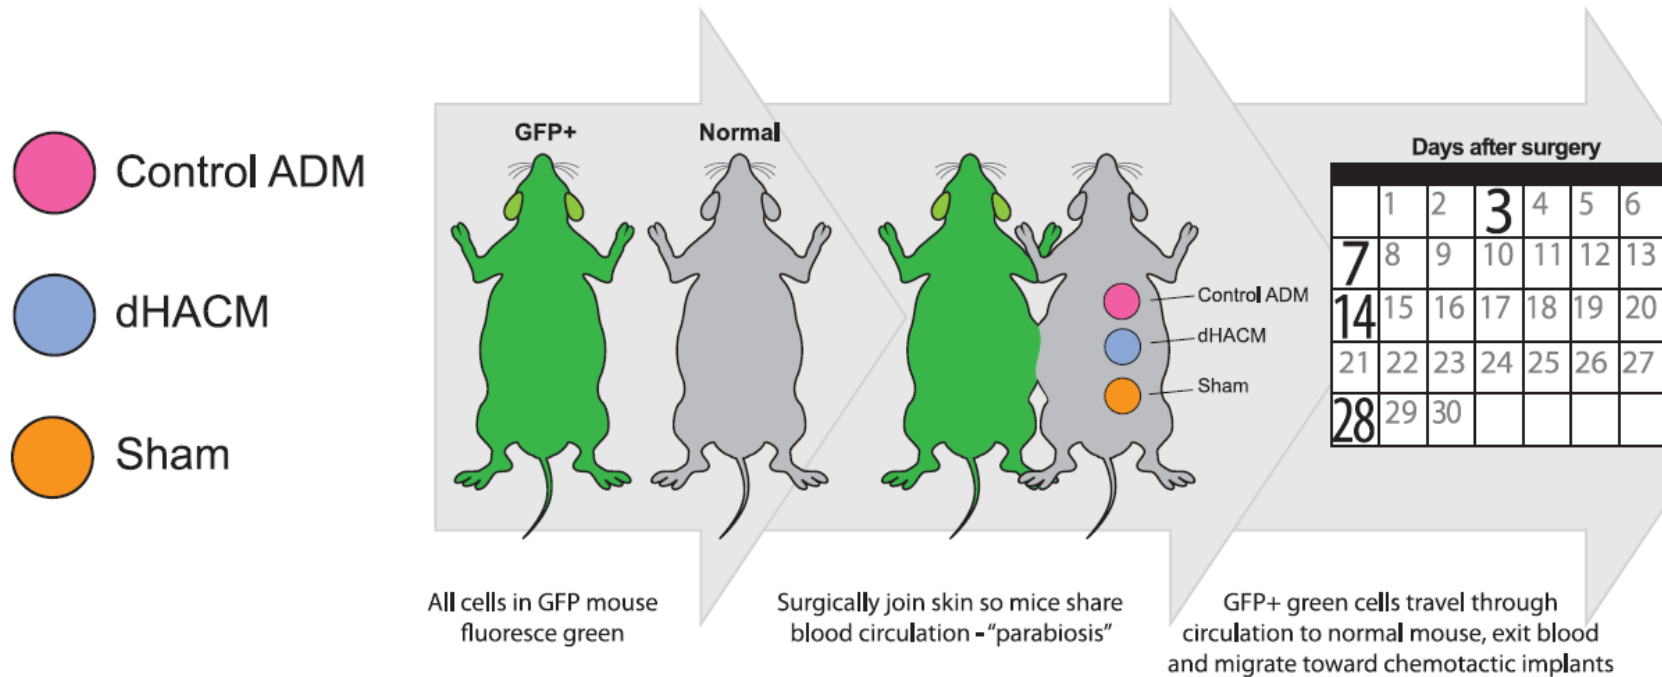 Control ADM
dHACM
Sham
GFP+
Normal
Control ADM
dHACM
Sham
Days after surgery
1 2 3 4 5 6
7 8 9 10 11 12 13
14 15 16 17 18 19 20
21 22 23 24 25 26 27
28 29 30
All cells in GFP mouse
fluoresce green
Surgically join skin so mice share
blood circulation - “parabiosis”
GFP+ green cells travel through
circulation to normal mouse, exit blood
and migrate toward chemotactic implants